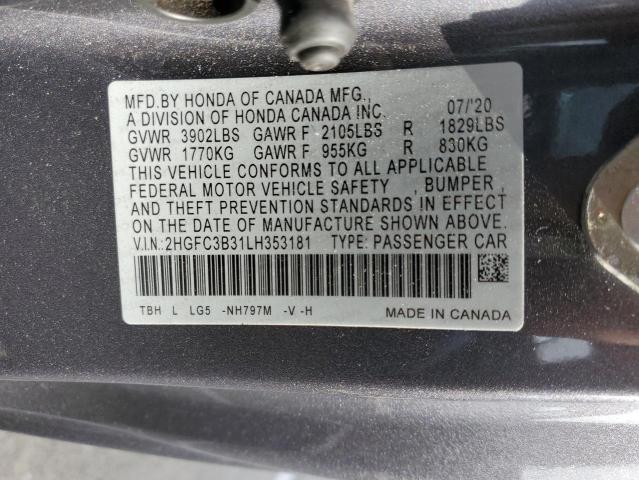 MFD.BY HONDA OF CANADA MFG., 07/'20
A DIVISION OF HONDA CANADA INC.
GVWR 3902LBS GAWR F 2105LBS R 1829LBS
GVWR 1770KG GAWR F 955KG R 830KG
THIS VEHICLE CONFORMS TO ALL APPLICABLE
FEDERAL MOTOR VEHICLE SAFETY , BUMPER ,
AND THEFT PREVENTION STANDARDS IN EFFECT
ON THE DATE OF MANUFACTURE SHOWN ABOVE.
V.I.N.:2HGFC3B31LH353181 TYPE: PASSENGER CAR
TBH L LG5 -NH797M -V -H MADE IN CANADA